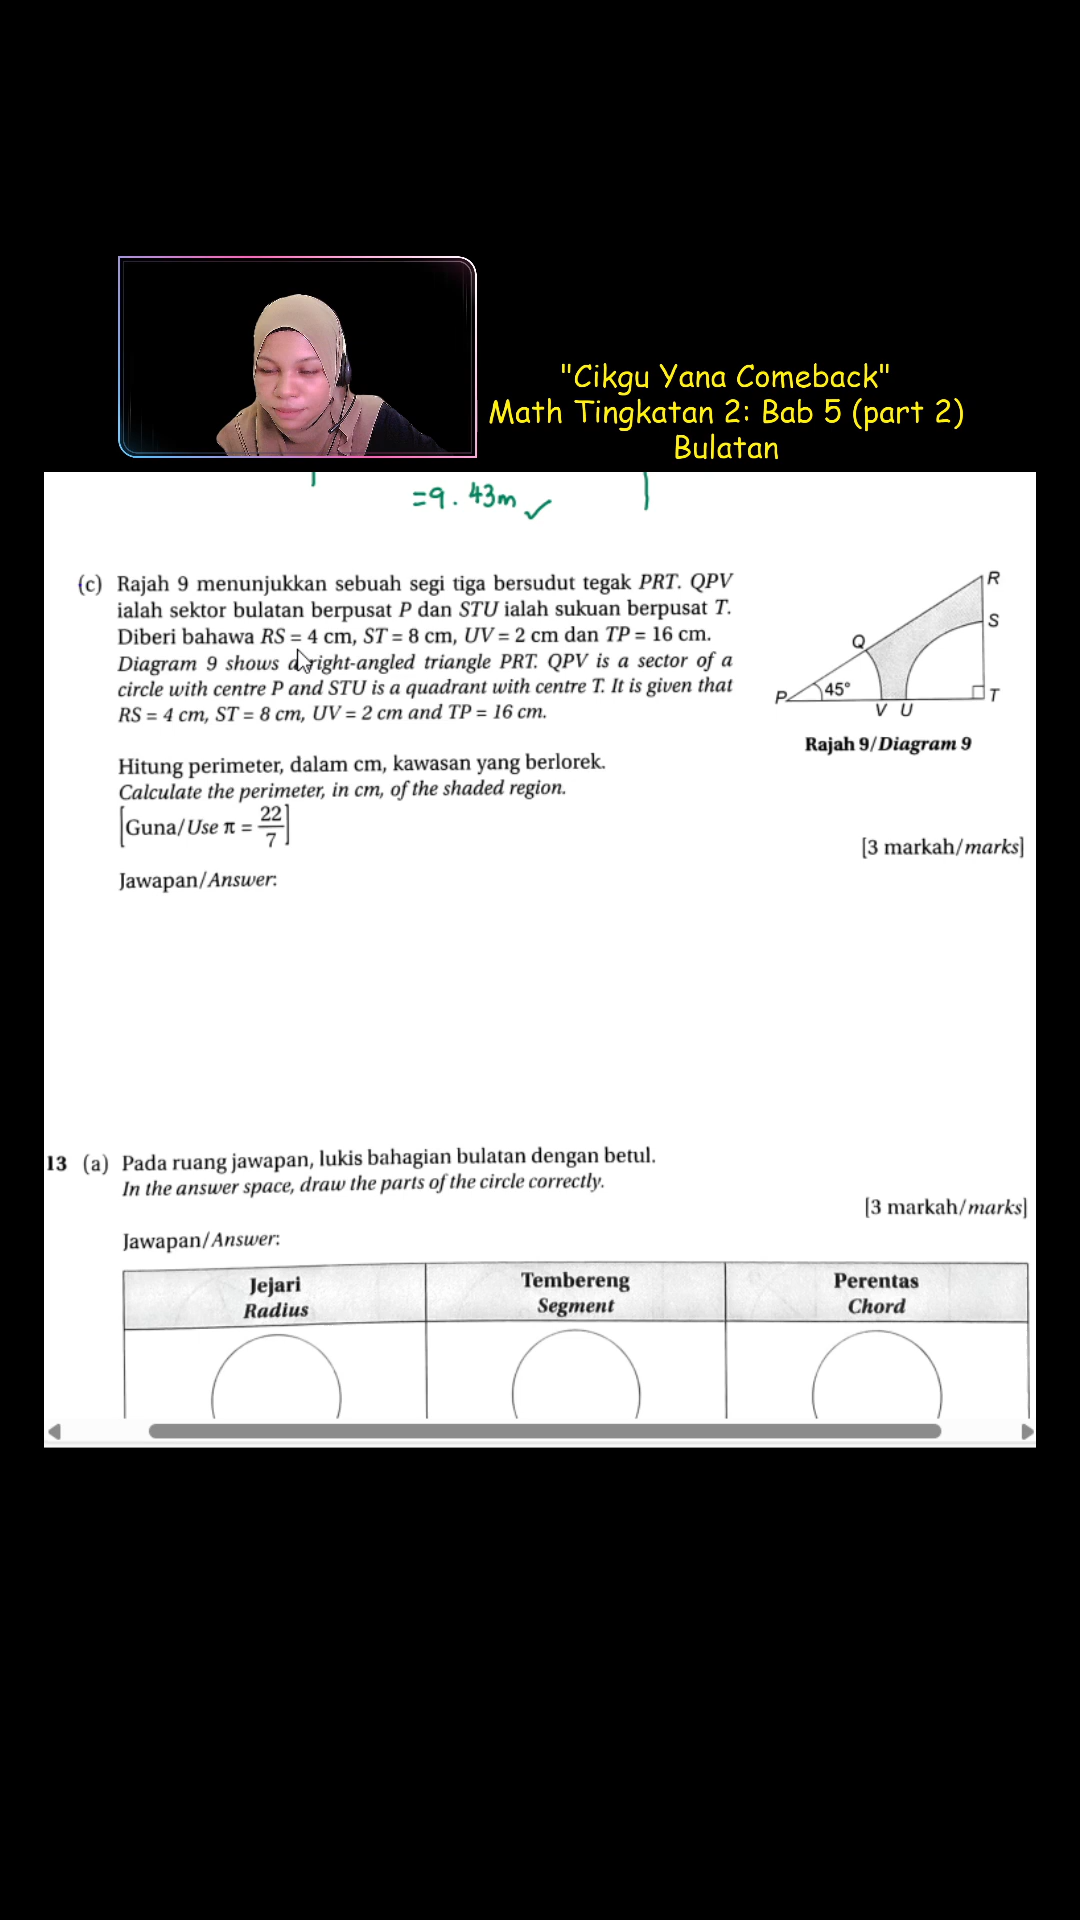 "Cikgu Yana Comeback"
Math Tingkatan 2: Bab 5 (part 2)
Bulatan
=9.43m ✓
(c) Rajah 9 menunjukkan sebuah segi tiga bersudut tegak PRT. QPV
ialah sektor bulatan berpusat P dan STU ialah sukuan berpusat T.
Diberi bahawa RS = 4 cm, ST = 8 cm, UV = 2 cm dan TP = 16 cm.
Diagram 9 shows a right-angled triangle PRT. QPV is a sector of a
circle with centre P and STU is a quadrant with centre T. It is given that
RS = 4 cm, ST = 8 cm, UV = 2 cm and TP = 16 cm.
R
S
Q
P
45°
T
V U
Rajah 9/Diagram 9
Hitung perimeter, dalam cm, kawasan yang berlorek.
Calculate the perimeter, in cm, of the shaded region.
[Guna/Use π = 22/7]
[3 markah/marks]
Jawapan/Answer:
13 (a) Pada ruang jawapan, lukis bahagian bulatan dengan betul.
In the answer space, draw the parts of the circle correctly.
[3 markah/marks]
Jawapan/Answer:
Jejari
Radius
Tembereng
Segment
Perentas
Chord